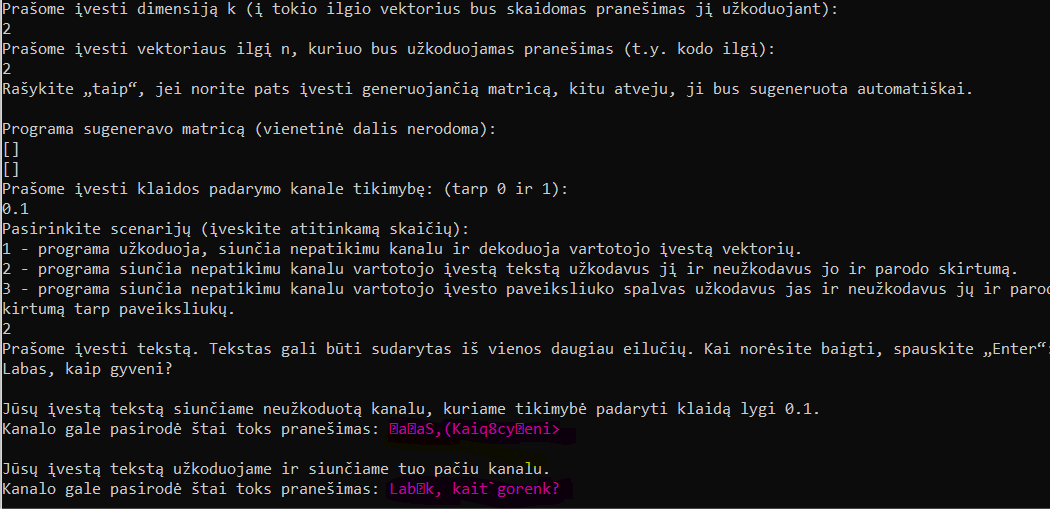 Prašome įvesti dimensiją k (į tokio ilgio vektorius bus skaidomas pranešimas jį užkoduojant):
2
Prašome įvesti vektoriaus ilgį n, kuriuo bus užkoduojamas pranešimas (t.y. kodo ilgį):
2
Rašykite „taip“, jei norite pats įvesti generuojančią matricą, kitu atveju, ji bus sugeneruota automatiškai.
Programa sugeneravo matricą (vienetinė dalis nerodoma):
[]
[]
Prašome įvesti klaidos padarymo kanale tikimybę: (tarp 0 ir 1):
0.1
Pasirinkite scenarijų (įveskite atitinkamą skaičių):
1 - programa užkoduoja, siunčia nepatikimu kanalu ir dekoduoja vartotojo įvestą vektorių.
2 - programa siunčia nepatikimu kanalu vartotojo įvestą tekstą užkodavus jį ir neužkodavus jo ir parodo skirtumą.
3 - programa siunčia nepatikimu kanalu vartotojo įvesto paveiksliuko spalvas užkodavus jas ir neužkodavus jų ir parod
kirtumą tarp paveiksliukų.
2
Prašome įvesti tekstą. Tekstas gali būti sudarytas iš vienos daugiau eilučių. Kai norėsite baigti, spauskite „Enter“:
Labas, kaip gyveni?
Jūsų įvestą tekstą siunčiame neužkoduotą kanalu, kuriame tikimybė padaryti klaidą lygi 0.1.
Kanalo gale pasirodė štai toks pranešimas: �a�aS,(Kaiq8cy�eni>
Jūsų įvestą tekstą užkoduojame ir siunčiame tuo pačiu kanalu.
Kanalo gale pasirodė štai toks pranešimas: Lab�k, kait`gorenk?